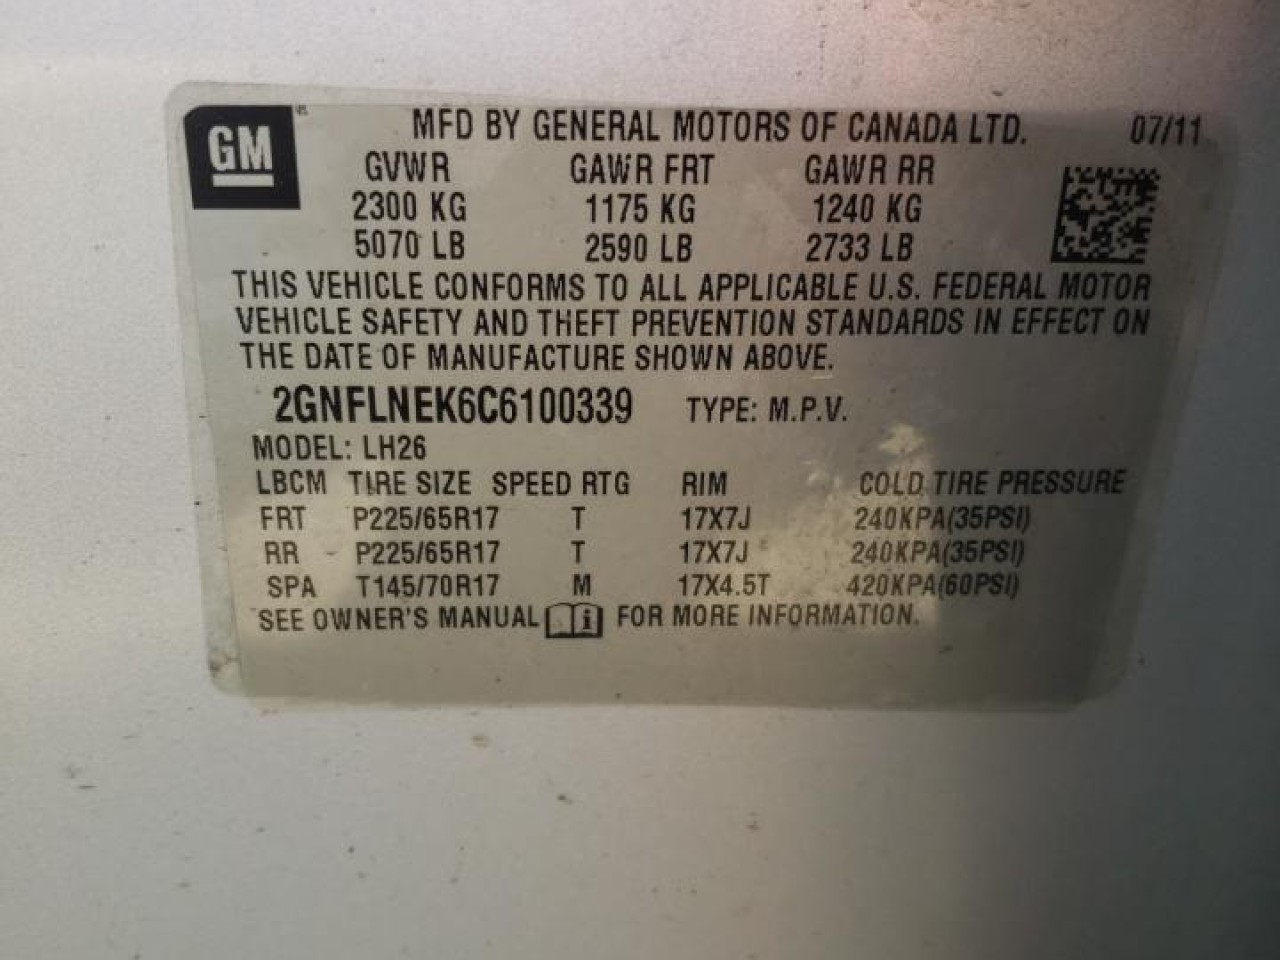 GM
MFD BY GENERAL MOTORS OF CANADA LTD. 07/11
GVWR GAWR FRT GAWR RR
2300 KG 1175 KG 1240 KG
5070 LB 2590 LB 2733 LB
THIS VEHICLE CONFORMS TO ALL APPLICABLE U.S. FEDERAL MOTOR
VEHICLE SAFETY AND THEFT PREVENTION STANDARDS IN EFFECT ON
THE DATE OF MANUFACTURE SHOWN ABOVE.
2GNFLNEK6C6100339 TYPE: M.P.V.
MODEL: LH26
LBCM TIRE SIZE SPEED RTG RIM COLD TIRE PRESSURE
FRT P225/65R17 T 17X7J 240KPA(35PSI)
RR P225/65R17 T 17X7J 240KPA(35PSI)
SPA T145/70R17 M 17X4.5T 420KPA(60PSI)
SEE OWNER'S MANUAL i FOR MORE INFORMATION.